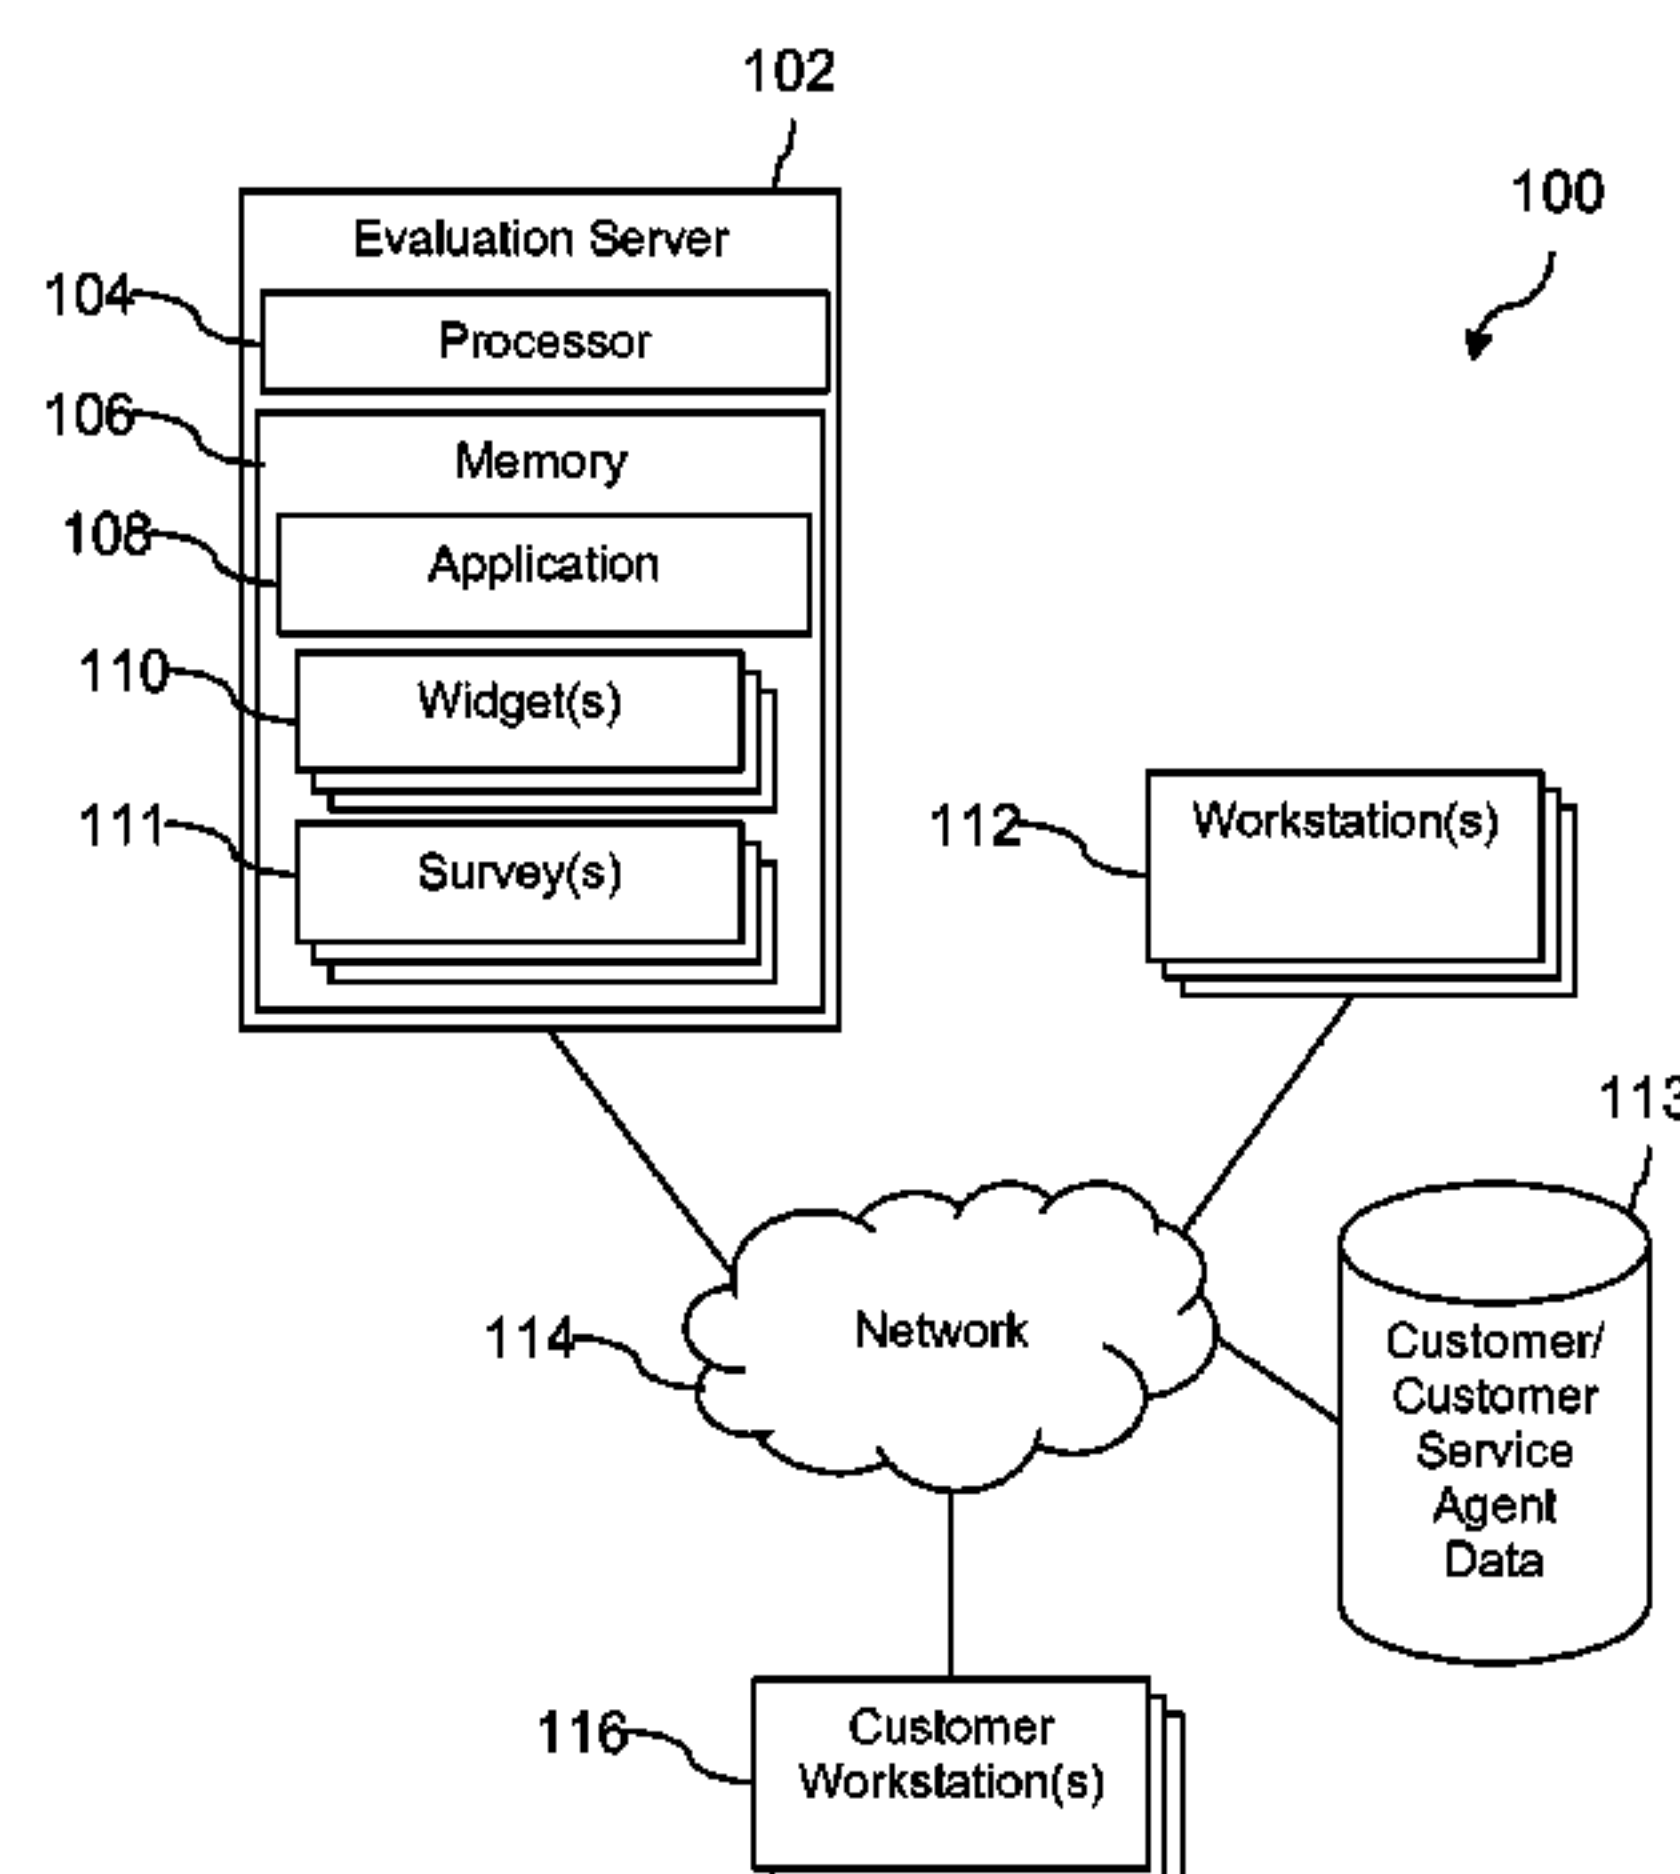 102
100
Evaluation Server
104
Processor
106
Memory
108
Application
110
Widget(s)
111
Survey(s)
112
Workstation(s)
113
114
Network
Customer/
Customer
Service
Agent
Data
116
Customer
Workstation(s)